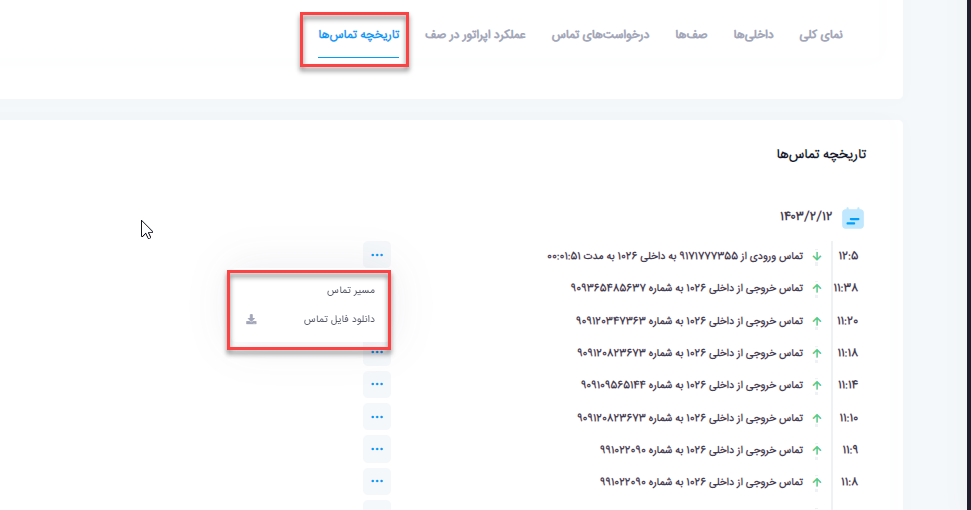 نمای کلی داخلی‌ها صف‌ها درخواست‌های تماس عملکرد اپراتور در صف تاریخچه تماس‌ها
تاریخچه تماس‌ها
۱۴۰۳/۲/۱۲
۱۲:۵ تماس ورودی از ۹۱۷۱۷۷۷۳۵۵ به داخلی ۱۰۲۶ به مدت ۰۰:۰۱:۵۱
مسیر تماس
دانلود فایل تماس
۱۱:۳۸ تماس خروجی از داخلی ۱۰۲۶ به شماره ۹۰۹۳۶۵۴۸۵۶۳۷
۱۱:۲۰ تماس خروجی از داخلی ۱۰۲۶ به شماره ۹۰۹۱۲۰۳۴۷۳۶۳
۱۱:۱۸ تماس خروجی از داخلی ۱۰۲۶ به شماره ۹۰۹۱۲۰۸۲۳۶۷۳
۱۱:۱۴ تماس خروجی از داخلی ۱۰۲۶ به شماره ۹۰۹۱۰۹۵۶۵۱۴۴
۱۱:۱۰ تماس خروجی از داخلی ۱۰۲۶ به شماره ۹۰۹۱۲۰۸۲۳۶۷۳
۱۱:۹ تماس خروجی از داخلی ۱۰۲۶ به شماره ۹۹۱۰۲۲۰۹۰
۱۱:۸ تماس خروجی از داخلی ۱۰۲۶ به شماره ۹۹۱۰۲۲۰۹۰